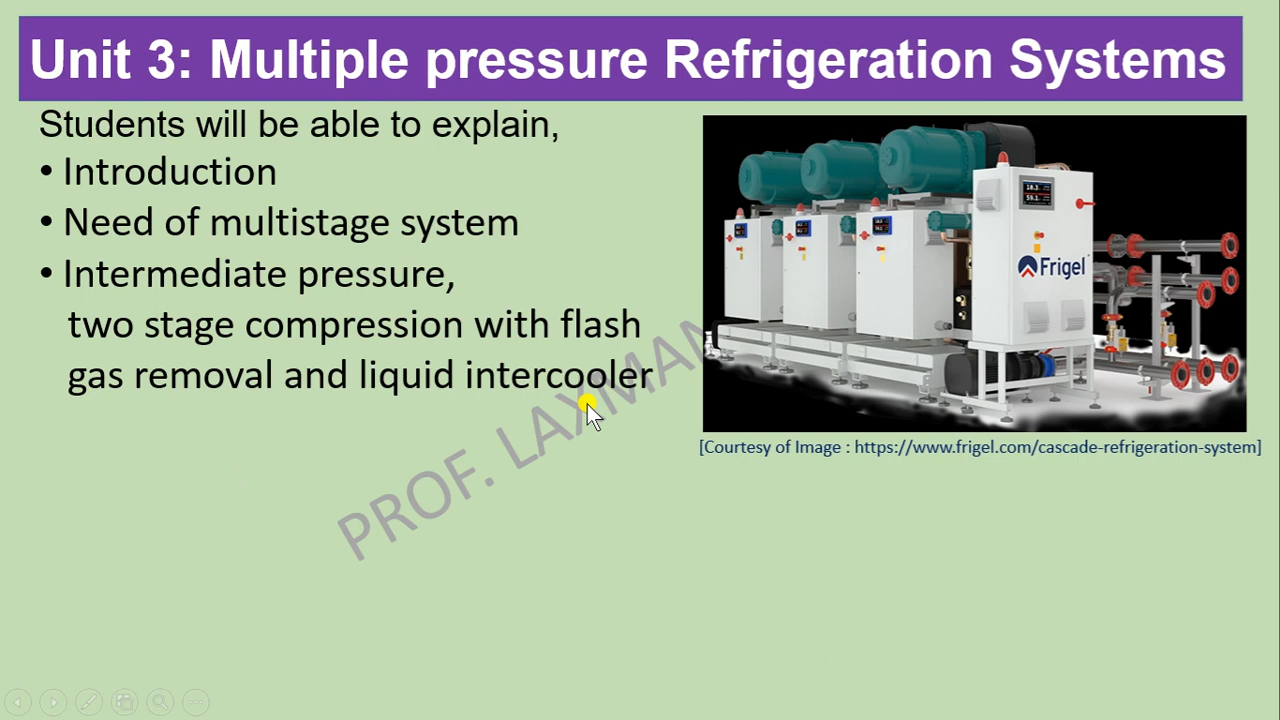 Unit 3: Multiple pressure Refrigeration Systems
Students will be able to explain,
• Introduction
• Need of multistage system
• Intermediate pressure,
two stage compression with flash
gas removal and liquid intercooler
Frigel
[Courtesy of Image : https://www.frigel.com/cascade-refrigeration-system]
PROF. LAXMAN